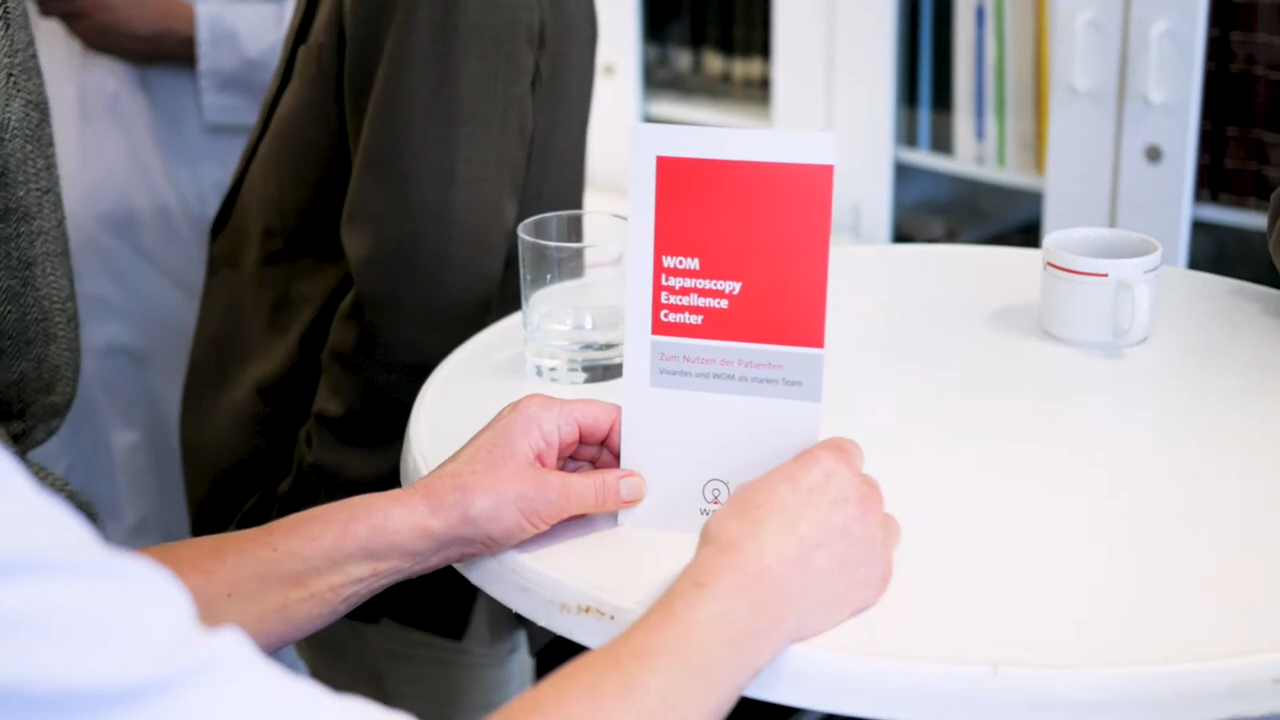 WOM
Laparoscopy
Excellence
Center
Zum Nutzen der Patienten
Vivantes und WOM als starkes Team